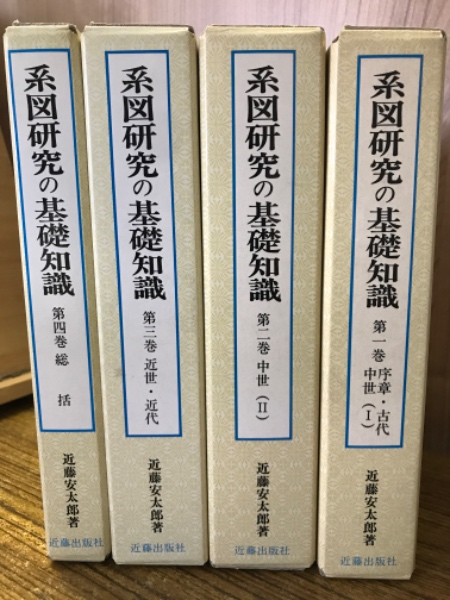 系図研究の基礎知識
第四巻 総括
近藤安太郎著
近藤出版社
系図研究の基礎知識
第三巻 近世・近代
近藤安太郎著
近藤出版社
系図研究の基礎知識
第二巻 中世(II)
近藤安太郎著
近藤出版社
系図研究の基礎知識
第一巻 序章・古代
中世(I)
近藤安太郎著
近藤出版社